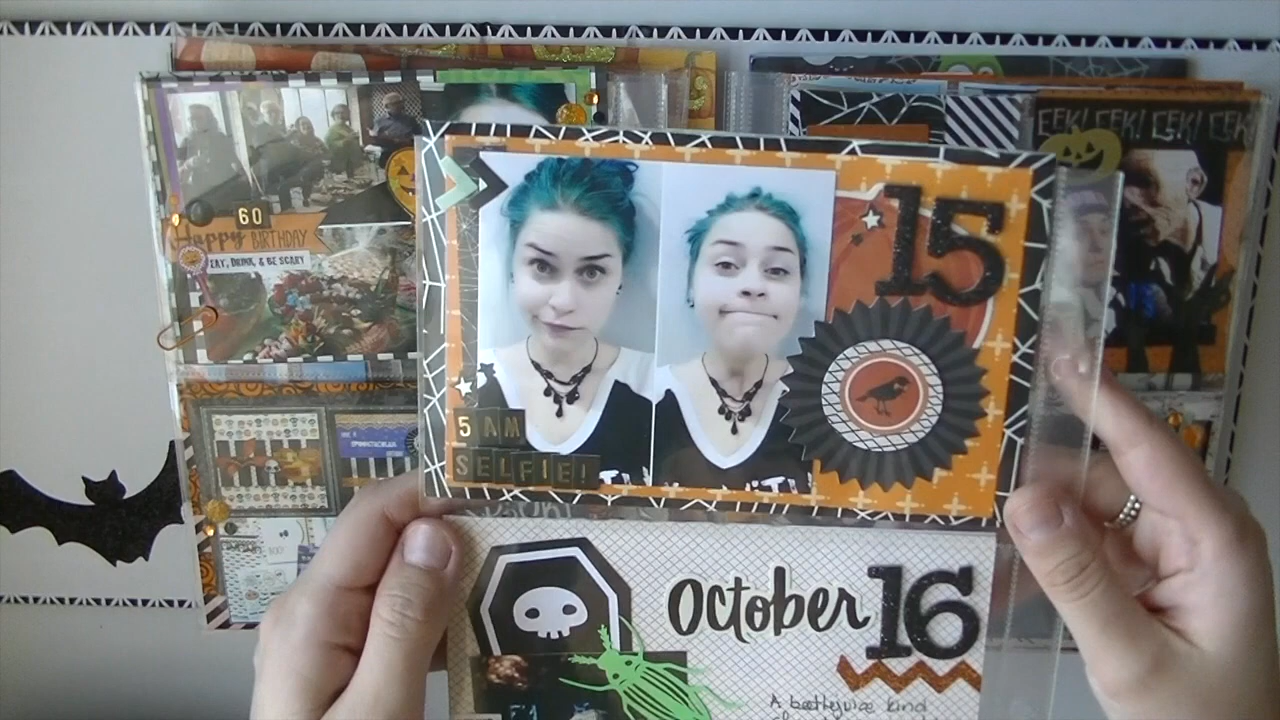 EEK! EEK! EEK! EEK
60
Happy BIRTHDAY
EAT, DRINK, & BE SCARY
15
5 AM
SELFIE!
October 16
A beetlejuice kind